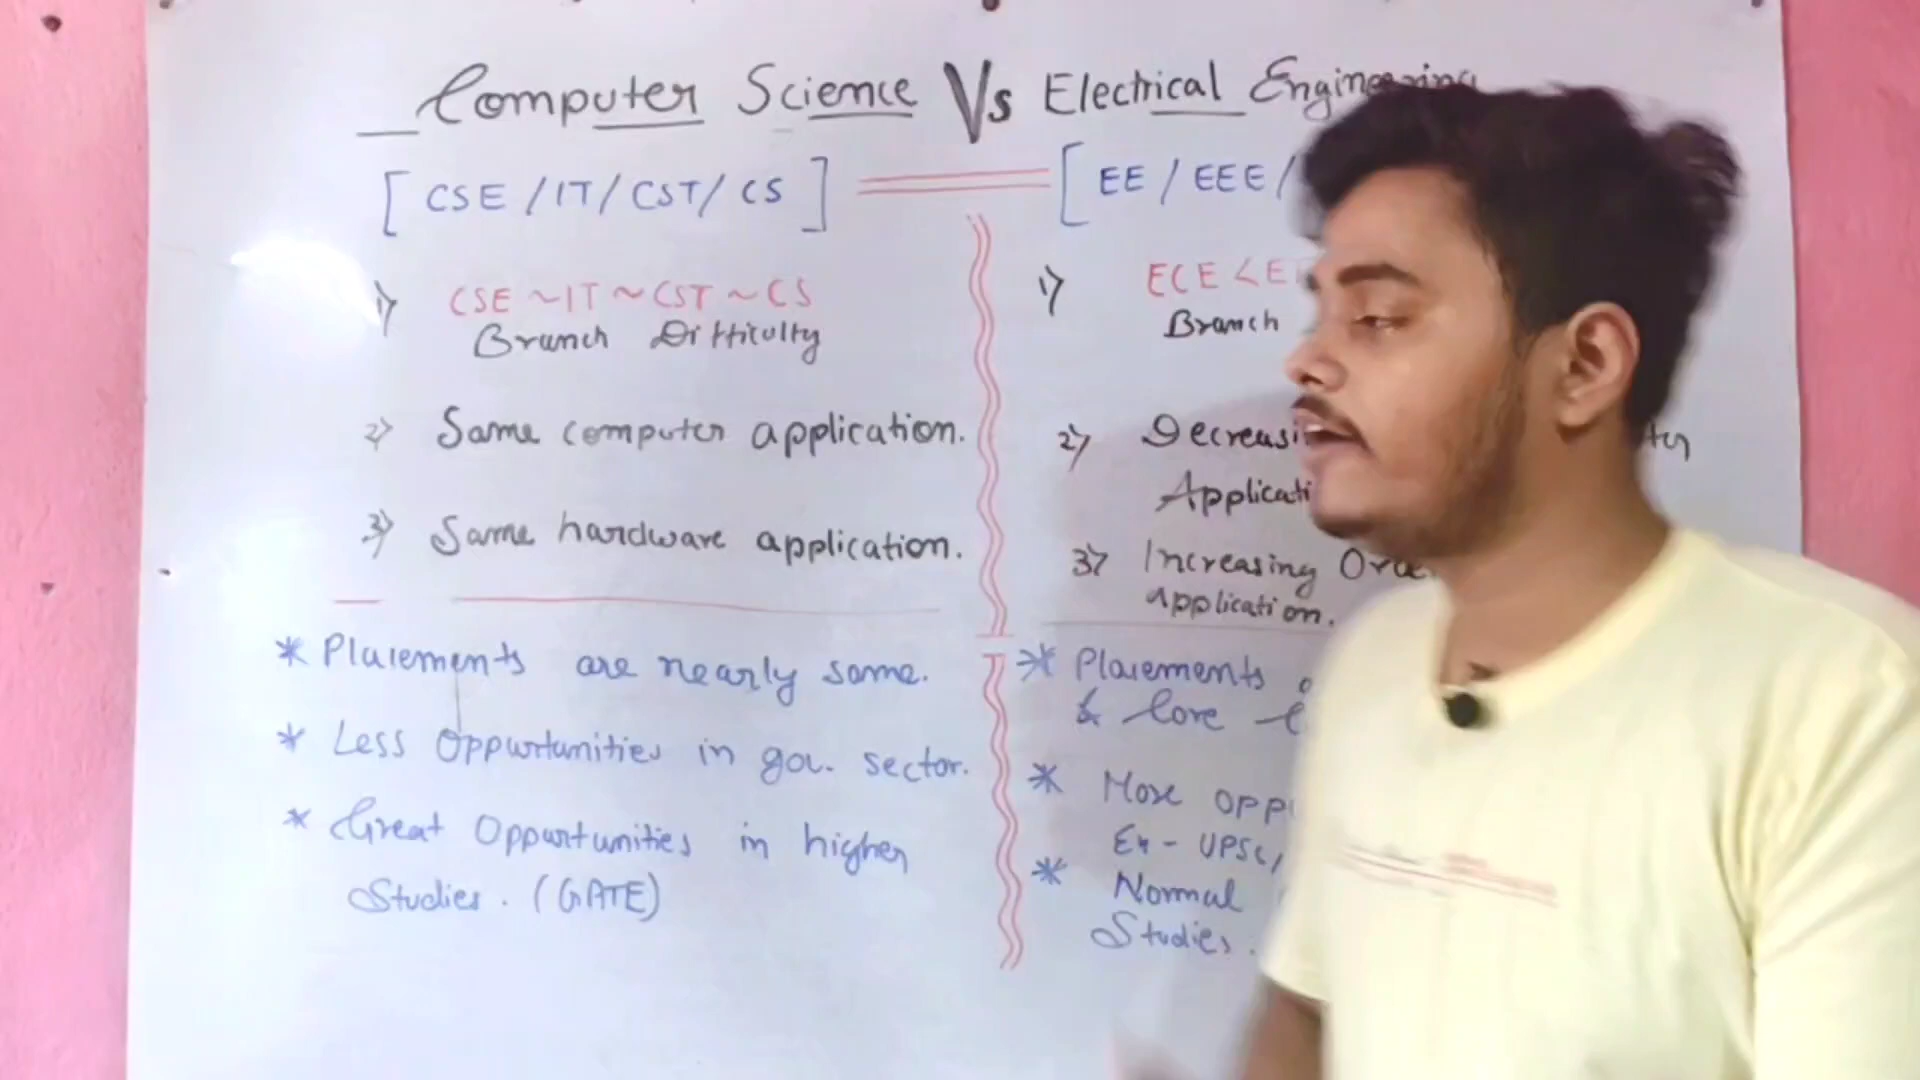 Computer Science Vs Electrical Engineering
[ CSE / IT / CST / CS ]
[ EE / EEE /
1) CSE ~ IT ~ CST ~ CS
Branch Difficulty
2) Same computer application.
3) Same hardware application.
* Placements are nearly same.
* Less Oppurtunities in gov. sector.
* Great Oppurtunities in higher
Studies. (GATE)
1) ECE < E
Branch
2)
Applicati
3) Increasing
application.
* Placements
& Core
* More opp
Ex - UPSC,
* Normal
Studies.